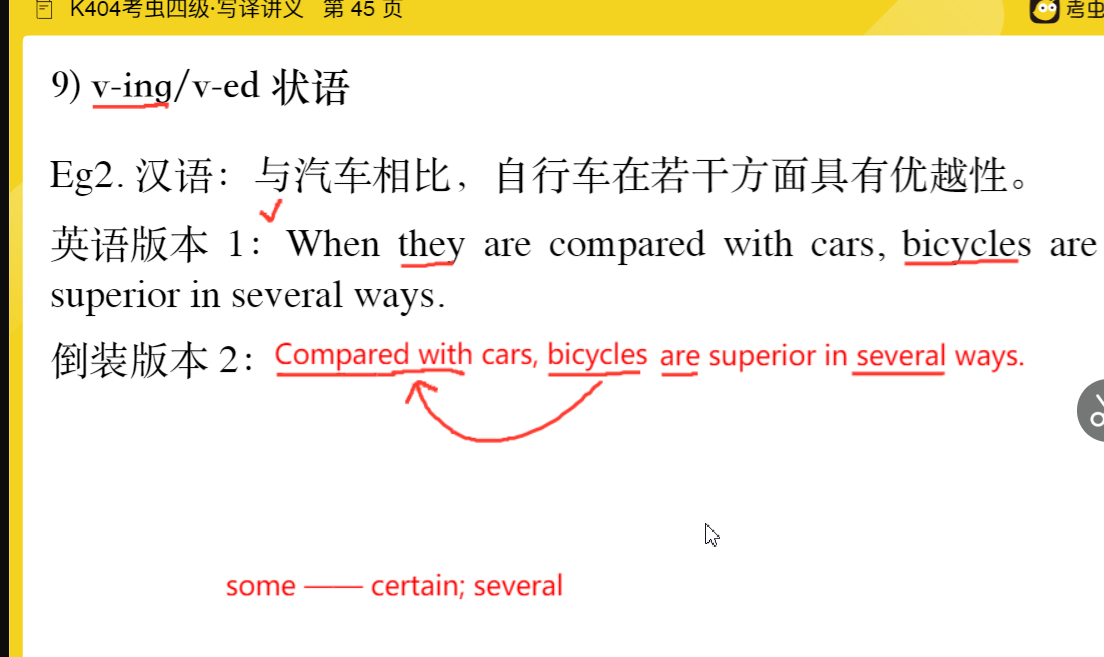 K404考虫四级·写译讲义 第 45 页
考虫
9) v-ing/v-ed 状语
Eg2. 汉语：与汽车相比，自行车在若干方面具有优越性。
英语版本 1：When they are compared with cars, bicycles are
superior in several ways.
倒装版本 2：Compared with cars, bicycles are superior in several ways.
some —— certain; several